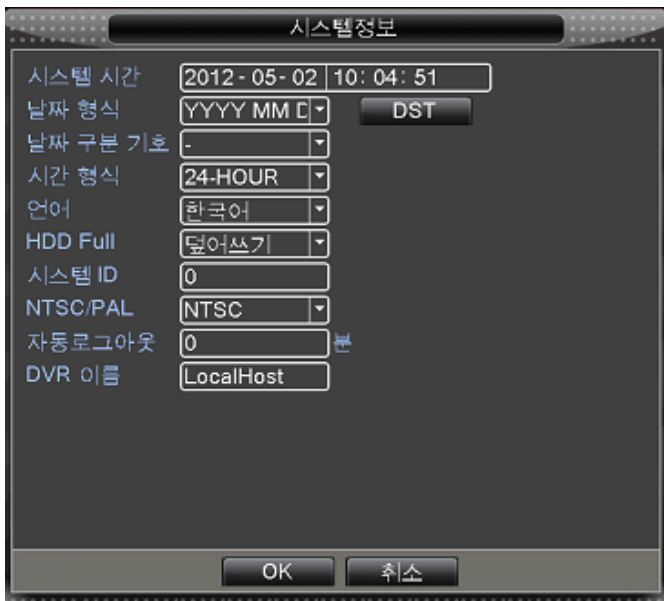 시스템정보
시스템 시간 2012 - 05 - 02 10 : 04 : 51
날짜 형식 YYYY MM D DST
날짜 구분 기호 -
시간 형식 24-HOUR
언어 한국어
HDD Full 덮어쓰기
시스템 ID 0
NTSC/PAL NTSC
자동로그아웃 0 분
DVR 이름 LocalHost
OK 취소